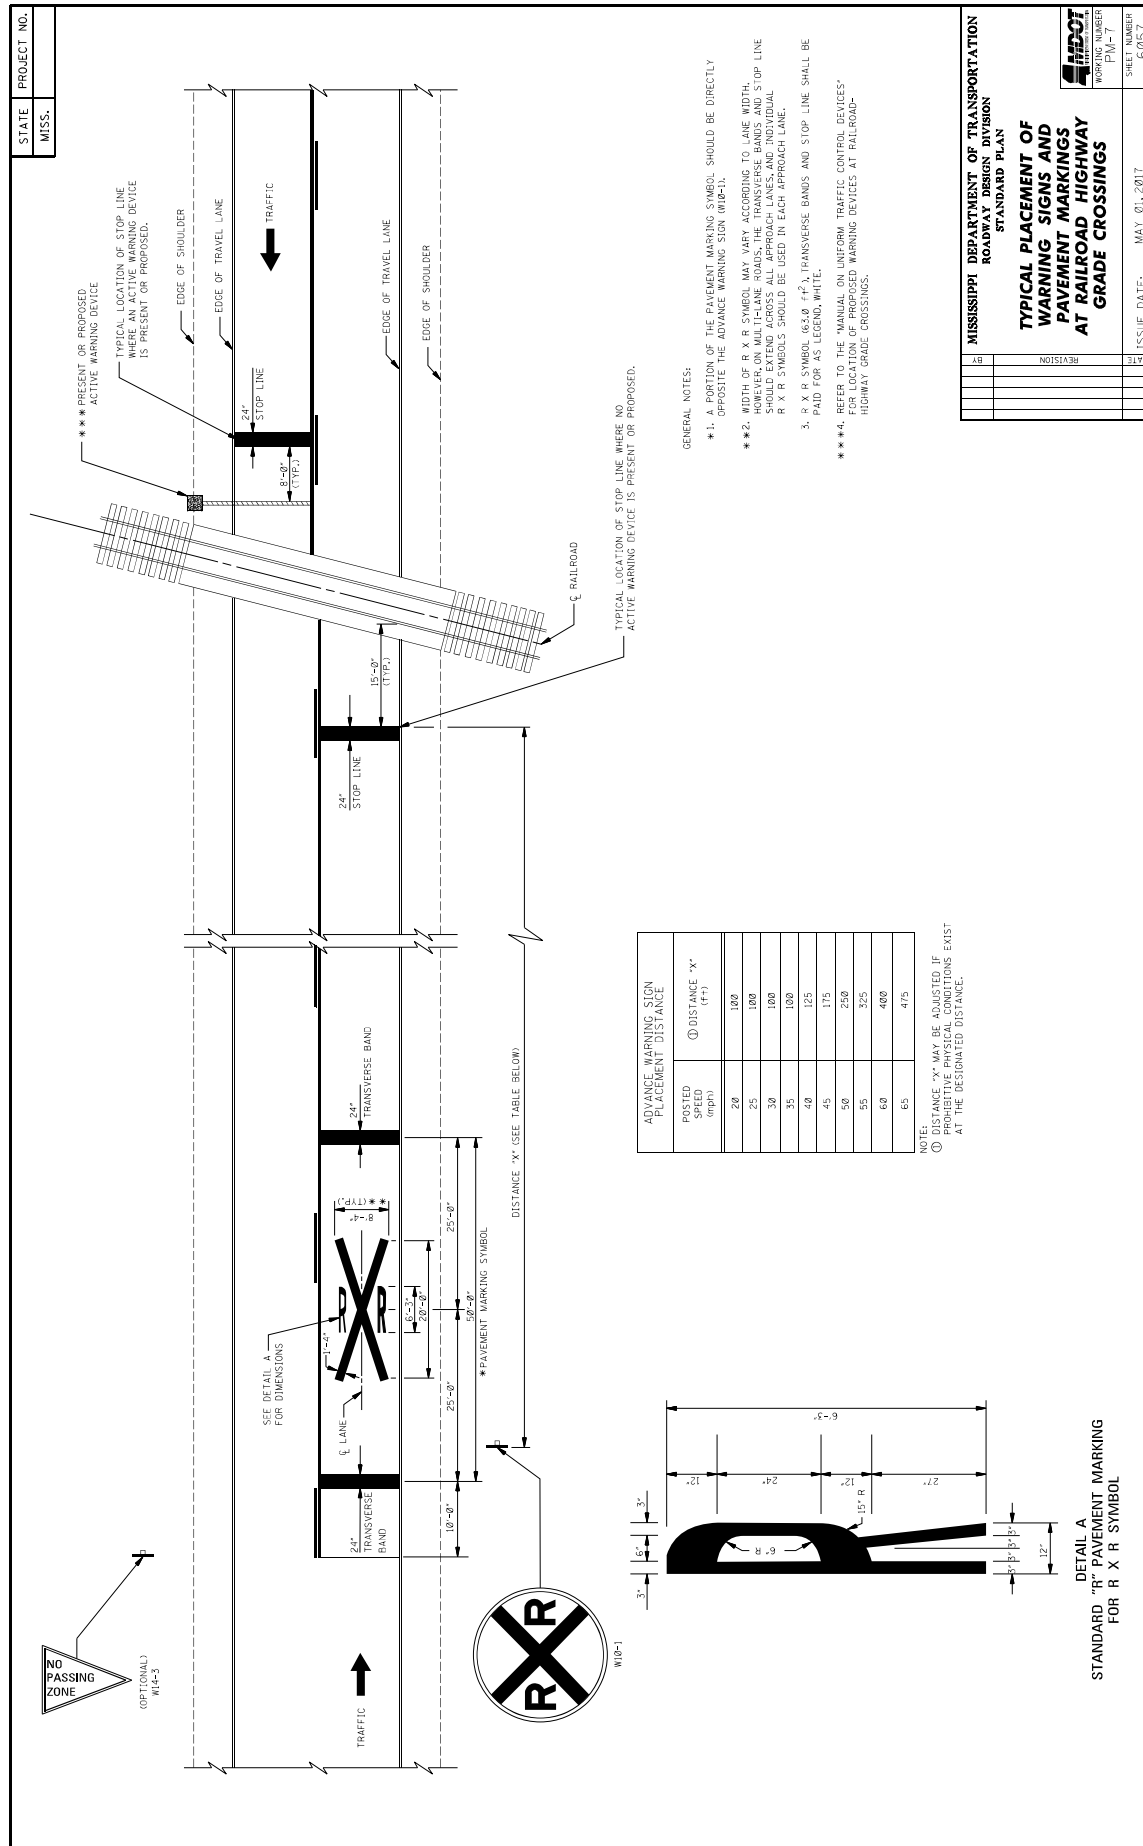 STATE
PROJECT NO.
MISS.
*** PRESENT OR PROPOSED
ACTIVE WARNING DEVICE
TYPICAL LOCATION OF STOP LINE
WHERE AN ACTIVE WARNING DEVICE
IS PRESENT OR PROPOSED.
EDGE OF SHOULDER
EDGE OF TRAVEL LANE
TRAFFIC
24"
STOP LINE
8'-0"
(TYP.)
EDGE OF TRAVEL LANE
EDGE OF SHOULDER
℄ RAILROAD
TYPICAL LOCATION OF STOP LINE WHERE NO
ACTIVE WARNING DEVICE IS PRESENT OR PROPOSED.
15'-0"
(TYP.)
24"
STOP LINE
NO
PASSING
ZONE
(OPTIONAL)
W14-3
SEE DETAIL A
FOR DIMENSIONS
1'-4"
℄ LANE
R X R
8'-4"
**(TYP.)
24"
TRANSVERSE BAND
24"
TRANSVERSE
BAND
TRAFFIC
6'-3"
20'-0"
10'-0"
25'-0"
25'-0"
50'-0"
*PAVEMENT MARKING SYMBOL
DISTANCE "X" (SEE TABLE BELOW)
R R
W10-1
GENERAL NOTES:
*1. A PORTION OF THE PAVEMENT MARKING SYMBOL SHOULD BE DIRECTLY
OPPOSITE THE ADVANCE WARNING SIGN (W10-1).
**2. WIDTH OF R X R SYMBOL MAY VARY ACCORDING TO LANE WIDTH.
HOWEVER, ON MULTI-LANE ROADS, THE TRANSVERSE BANDS AND STOP LINE
SHOULD EXTEND ACROSS ALL APPROACH LANES, AND INDIVIDUAL
R X R SYMBOLS SHOULD BE USED IN EACH APPROACH LANE.
3. R X R SYMBOL (63.0 ft²), TRANSVERSE BANDS AND STOP LINE SHALL BE
PAID FOR AS LEGEND, WHITE.
***4. REFER TO THE "MANUAL ON UNIFORM TRAFFIC CONTROL DEVICES"
FOR LOCATION OF PROPOSED WARNING DEVICES AT RAILROAD-
HIGHWAY GRADE CROSSINGS.
ADVANCE WARNING SIGN
PLACEMENT DISTANCE
POSTED
SPEED
(mph)
① DISTANCE "X"
(ft)
20 100
25 100
30 100
35 100
40 125
45 175
50 250
55 325
60 400
65 475
NOTE:
① DISTANCE "X" MAY BE ADJUSTED IF
PROHIBITIVE PHYSICAL CONDITIONS EXIST
AT THE DESIGNATED DISTANCE.
3"
6"
3"
6" R
15" R
12"
24"
12"
27"
6'-3"
3" 3" 3" 3"
12"
DETAIL A
STANDARD "R" PAVEMENT MARKING
FOR R X R SYMBOL
BY
REVISION
MISSISSIPPI DEPARTMENT OF TRANSPORTATION
ROADWAY DESIGN DIVISION
STANDARD PLAN
TYPICAL PLACEMENT OF
WARNING SIGNS AND
PAVEMENT MARKINGS
AT RAILROAD HIGHWAY
GRADE CROSSINGS
MDOT
WORKING NUMBER
PM-7
SHEET NUMBER
6057
ISSUE DATE: MAY 01, 2017